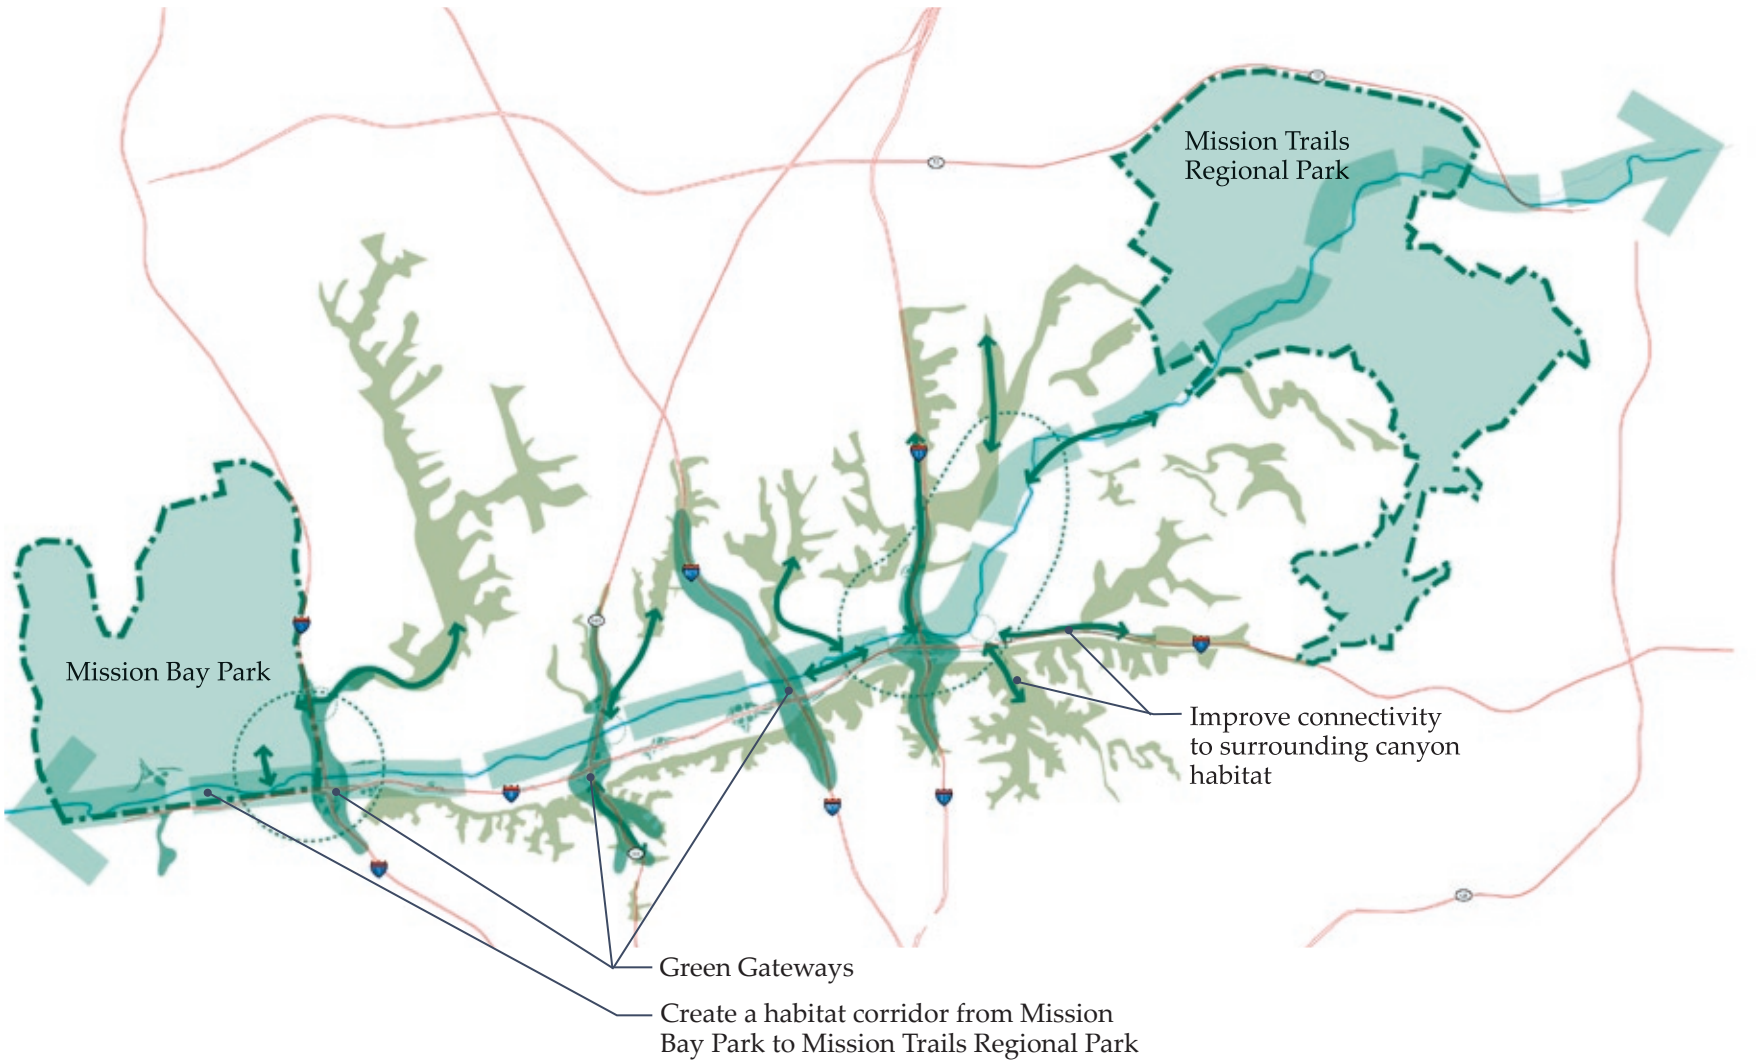 Mission Trails
Regional Park
Mission Bay Park
Improve connectivity
to surrounding canyon
habitat
Green Gateways
Create a habitat corridor from Mission
Bay Park to Mission Trails Regional Park